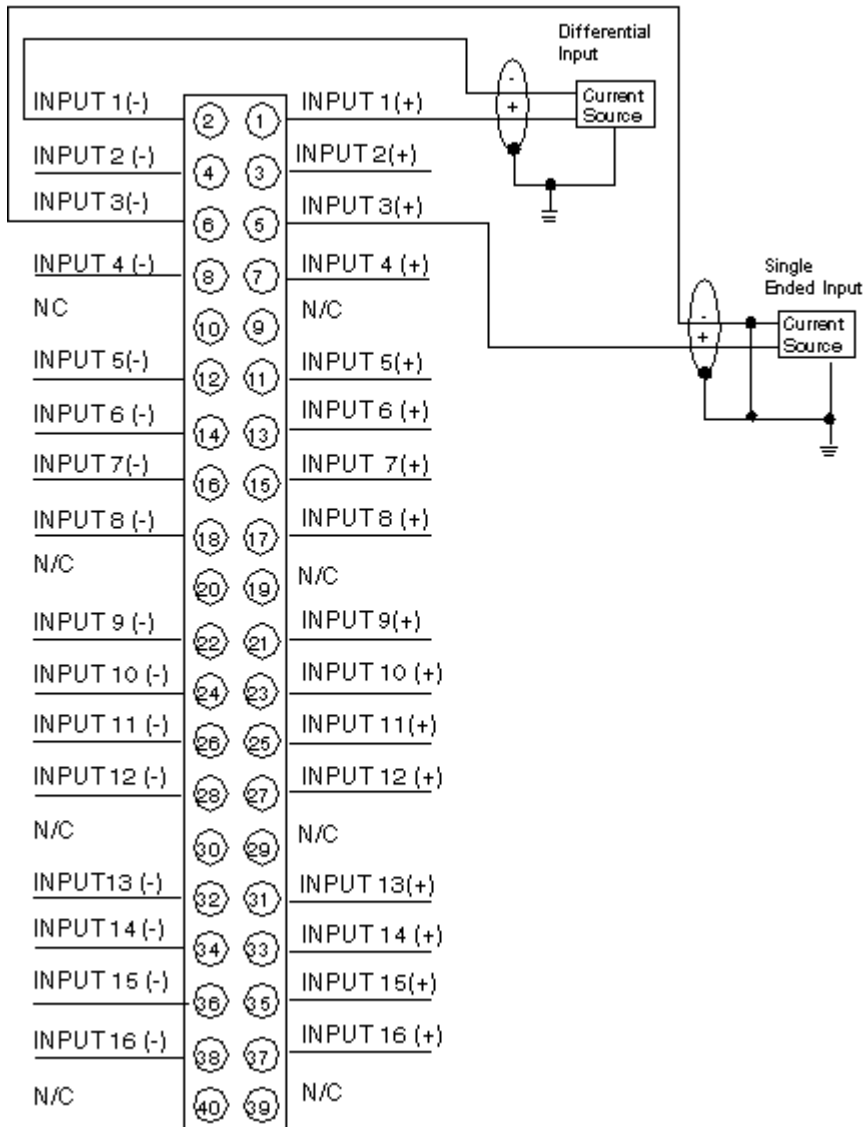 Differential
Input
-
+
Current
Source
INPUT 1(-) 2 1 INPUT 1(+)
INPUT 2 (-) 4 3 INPUT 2(+)
INPUT 3(-) 6 5 INPUT 3(+)
INPUT 4 (-) 8 7 INPUT 4 (+)
Single
Ended Input
-
+
Current
Source
NC 10 9 N/C
INPUT 5(-) 12 11 INPUT 5(+)
INPUT 6 (-) 14 13 INPUT 6 (+)
INPUT 7(-) 16 15 INPUT 7(+)
INPUT 8 (-) 18 17 INPUT 8 (+)
N/C 20 19 N/C
INPUT 9 (-) 22 21 INPUT 9(+)
INPUT 10 (-) 24 23 INPUT 10 (+)
INPUT 11 (-) 26 25 INPUT 11(+)
INPUT 12 (-) 28 27 INPUT 12 (+)
N/C 30 29 N/C
INPUT13 (-) 32 31 INPUT 13(+)
INPUT 14(-) 34 33 INPUT 14 (+)
INPUT 15 (-) 36 35 INPUT 15(+)
INPUT 16 (-) 38 37 INPUT 16 (+)
N/C 40 39 N/C